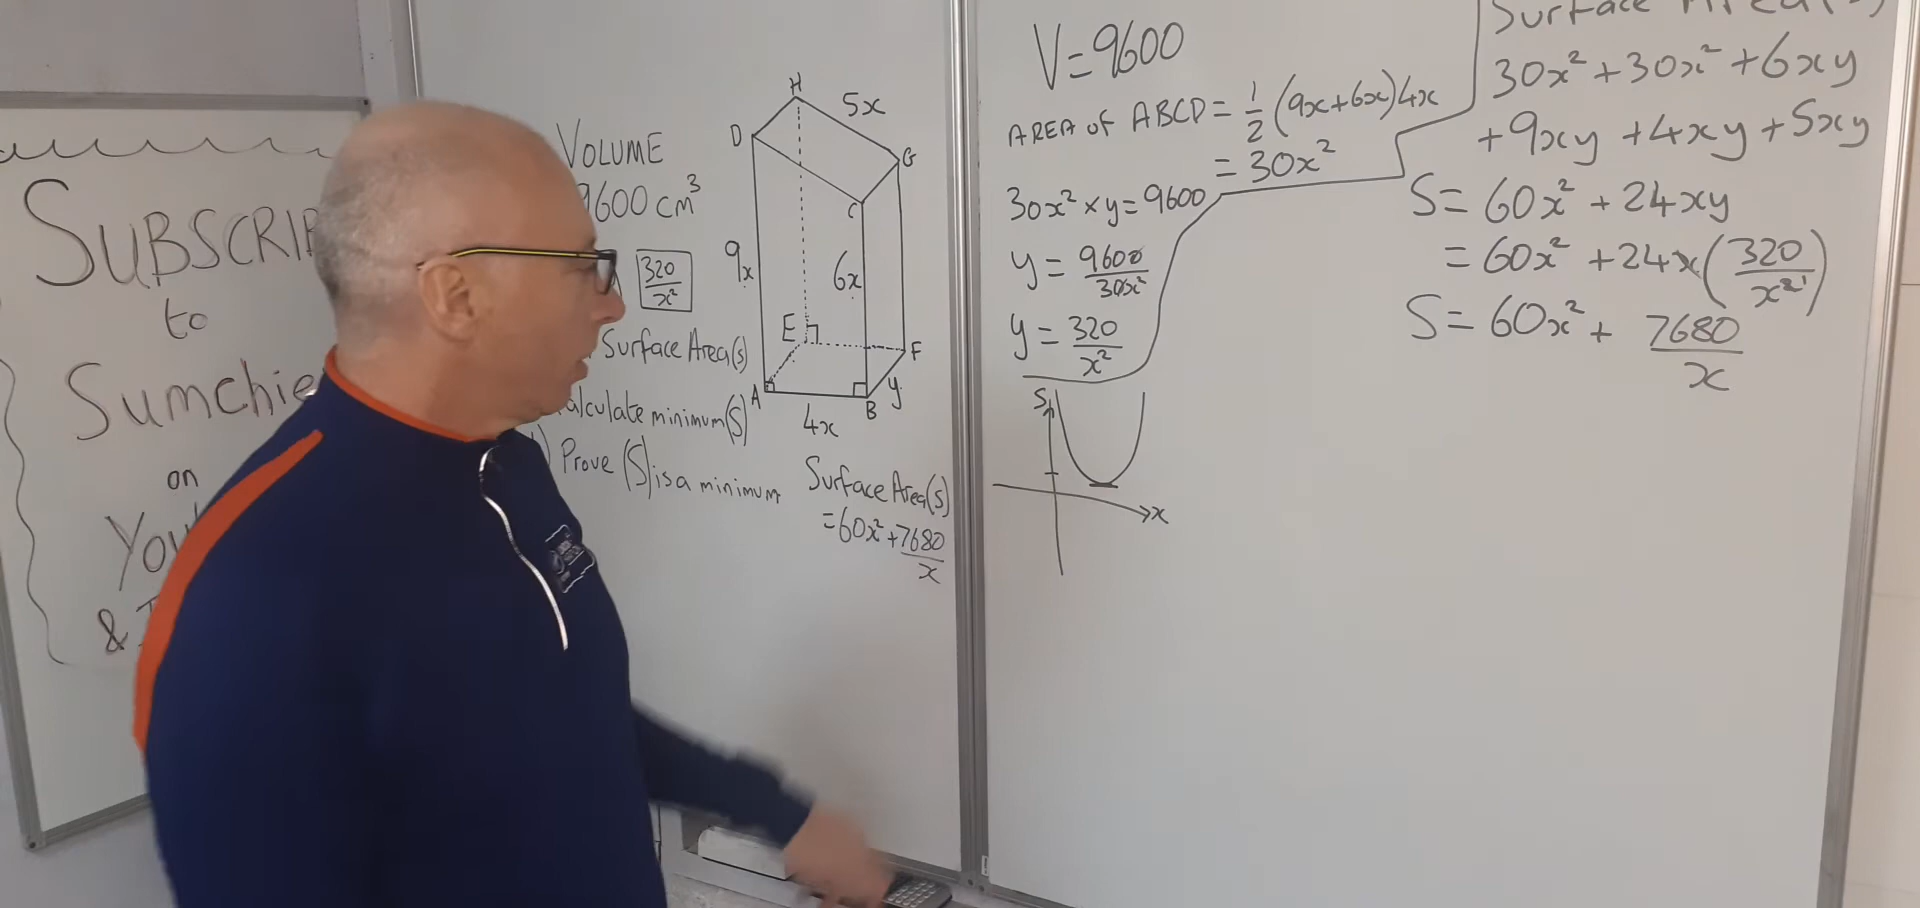 SUBSCRIB
to
Sumchie
on
You
&
VOLUME
9600 cm³
320
x²
Surface Area(s)
alculate minimum(S)
Prove (S) is a minimum
H
5x
D
G
C
9x
6x
E
F
A
B
y
4x
Surface Area(s)
= 60x² + 7680
x
V = 9600
AREA OF ABCD = 1/2 (9x+6x)4x
= 30x²
30x² × y = 9600
y = 9600
30x²
y = 320
x²
S
x
Surface Area(s)
30x² + 30x² + 6xy
+ 9xy + 4xy + 5xy
S = 60x² + 24xy
= 60x² + 24x (320
x²)
S = 60x² + 7680
x